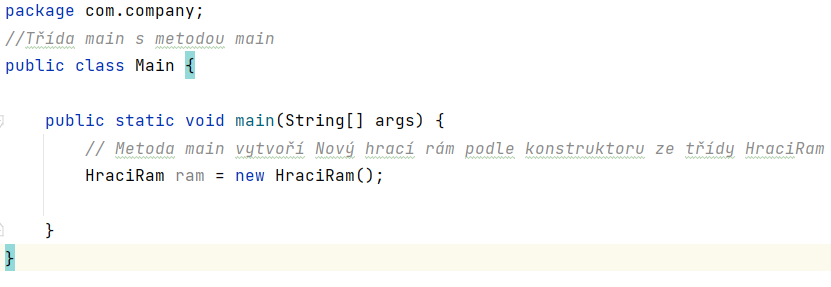 package com.company;
//Třída main s metodou main
public class Main {
public static void main(String[] args) {
// Metoda main vytvoří Nový hrací rám podle konstruktoru ze třídy HraciRam
HraciRam ram = new HraciRam();
}
}